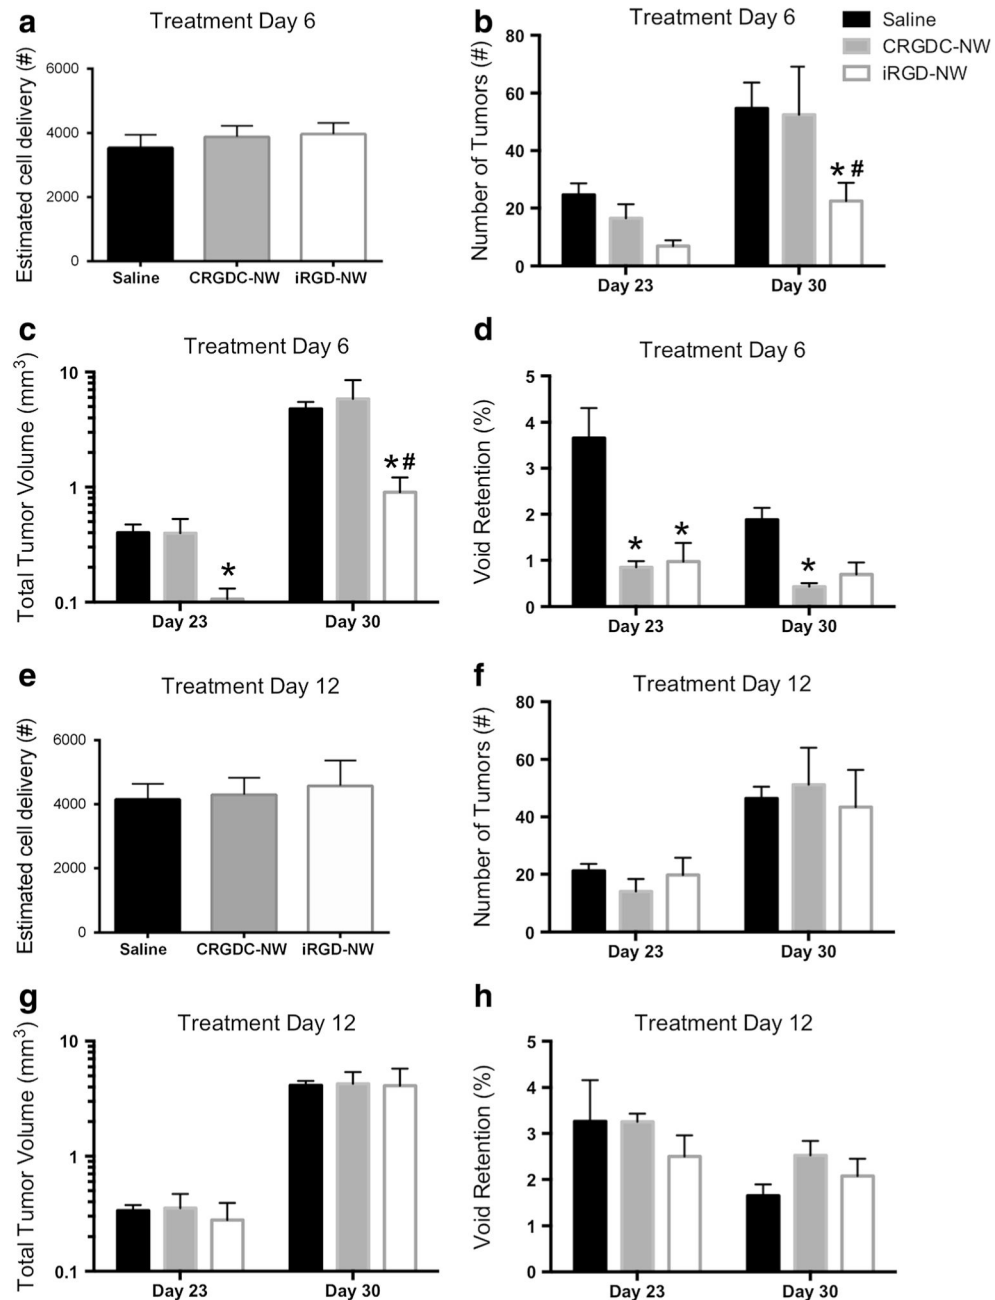 a
Treatment Day 6
Estimated cell delivery (#)
6000
4000
2000
0
Saline
CRGDC-NW
iRGD-NW
b
Treatment Day 6
Saline
CRGDC-NW
iRGD-NW
Number of Tumors (#)
80
60
40
20
0
* #
Day 23
Day 30
c
Treatment Day 6
Total Tumor Volume (mm³)
10
1
0.1
*
*#
Day 23
Day 30
d
Treatment Day 6
Void Retention (%)
5
4
3
2
1
0
*
*
*
Day 23
Day 30
e
Treatment Day 12
Estimated cell delivery (#)
6000
4000
2000
0
Saline
CRGDC-NW
iRGD-NW
f
Treatment Day 12
Number of Tumors (#)
80
60
40
20
0
Day 23
Day 30
g
Treatment Day 12
Total Tumor Volume (mm³)
10
1
0.1
Day 23
Day 30
h
Treatment Day 12
Void Retention (%)
5
4
3
2
1
0
Day 23
Day 30